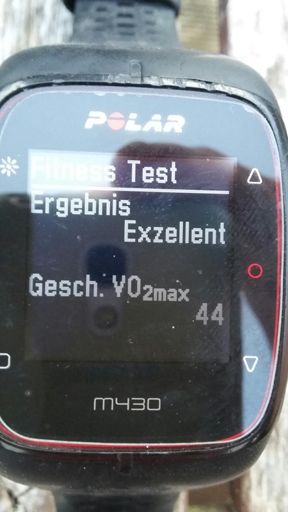 POLAR
Fitness Test
Ergebnis
Exzellent
Gesch. VO2max
44
M430